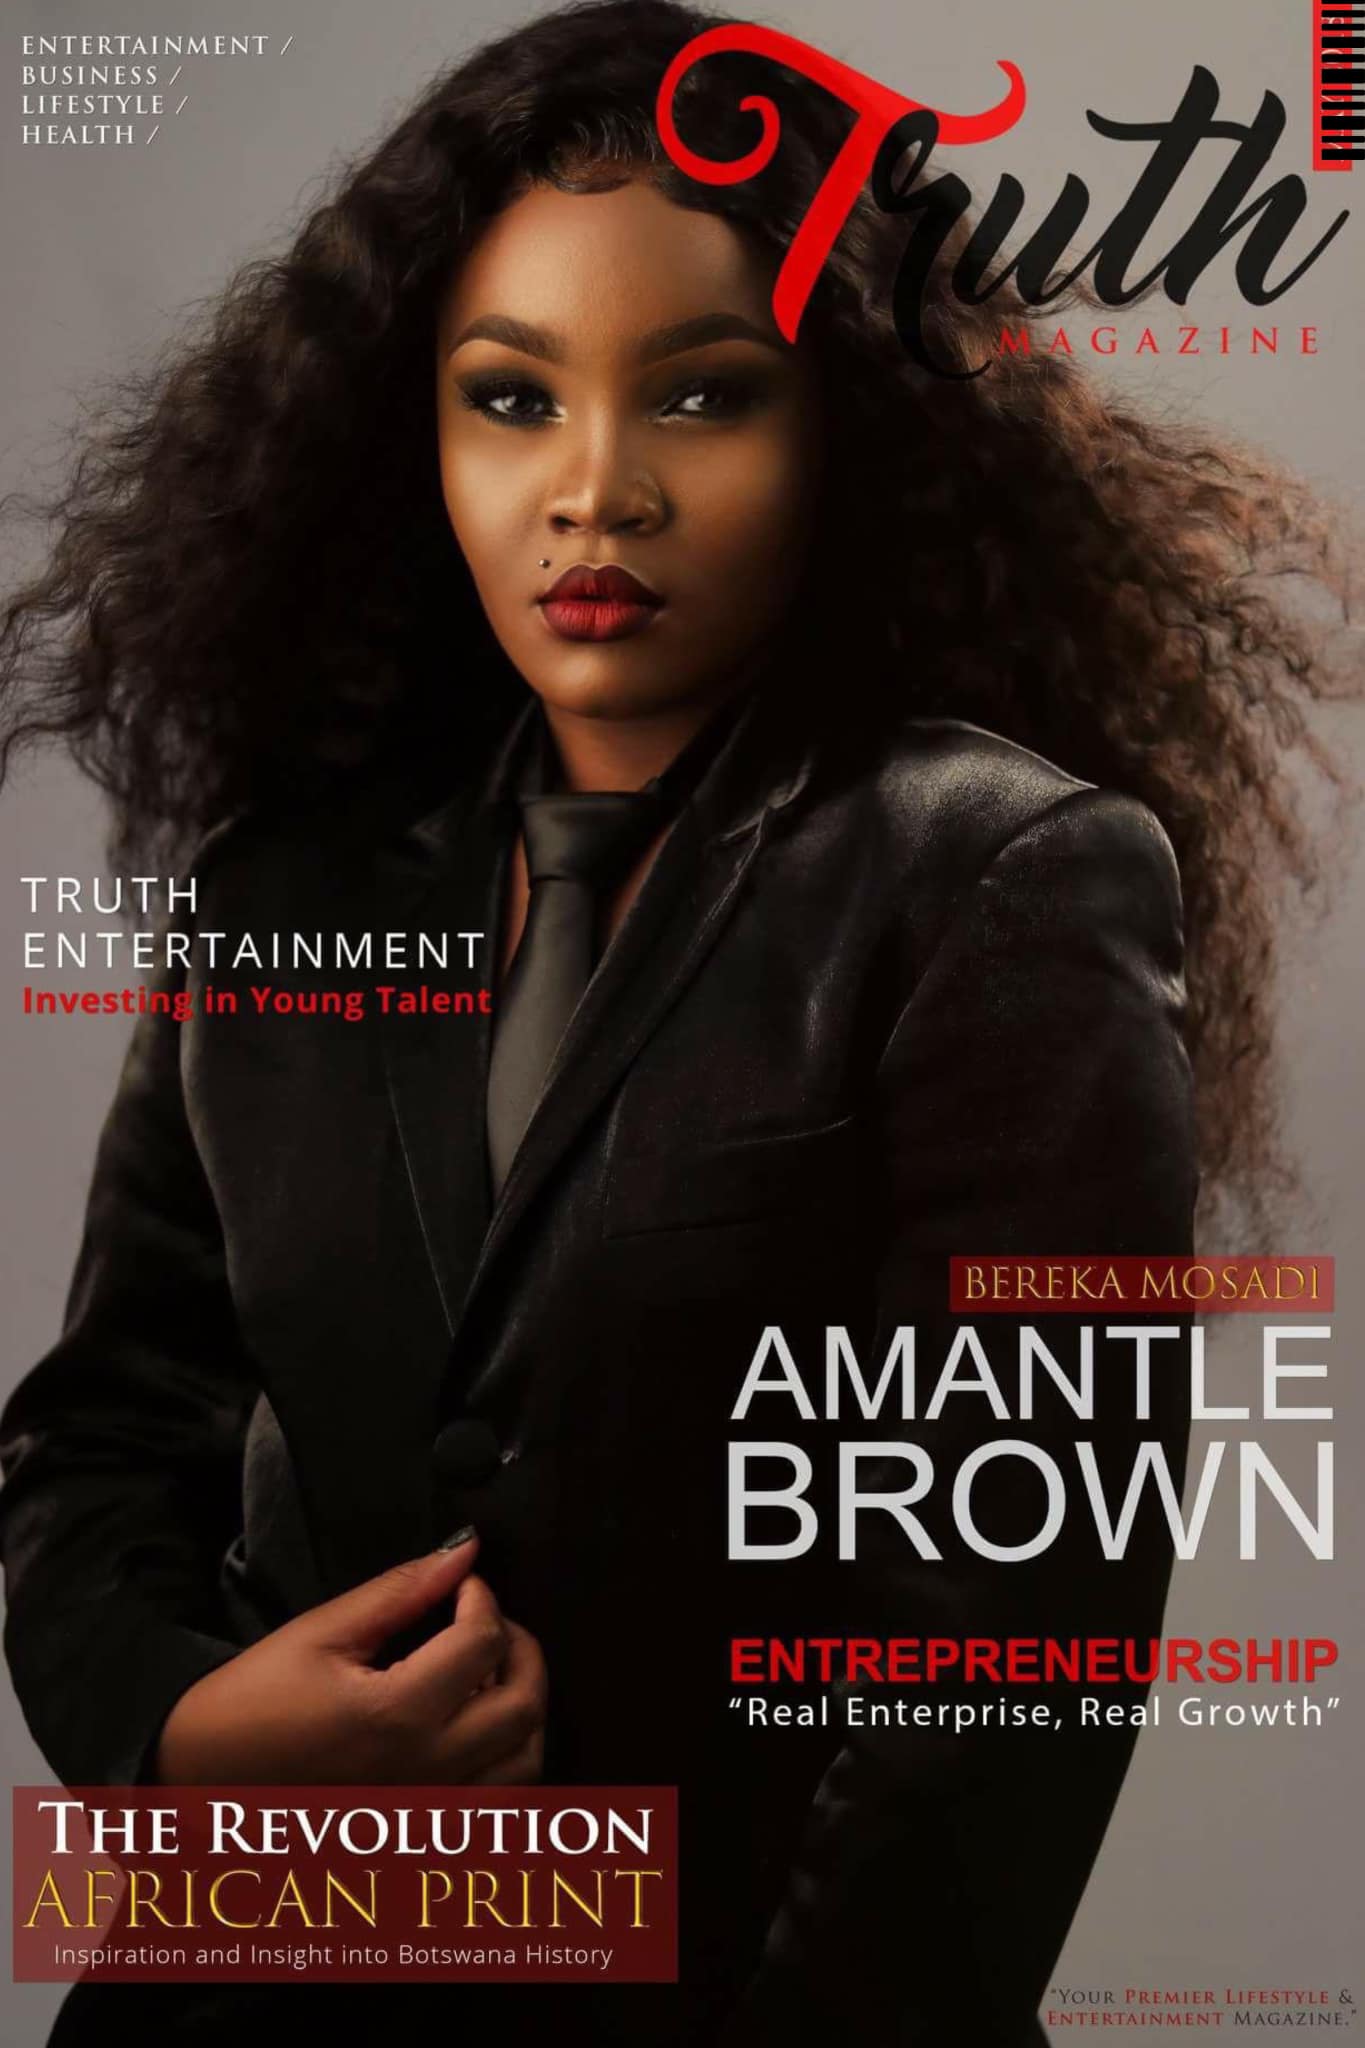 ENTERTAINMENT /
BUSINESS /
LIFESTYLE /
HEALTH /
Truth
MAGAZINE
TRUTH
ENTERTAINMENT
Investing in Young Talent
BEREKA MOSADI
AMANTLE
BROWN
ENTREPRENEURSHIP
“Real Enterprise, Real Growth”
THE REVOLUTION
AFRICAN PRINT
Inspiration and Insight into Botswana History
"YOUR PREMIER LIFESTYLE &
ENTERTAINMENT MAGAZINE."